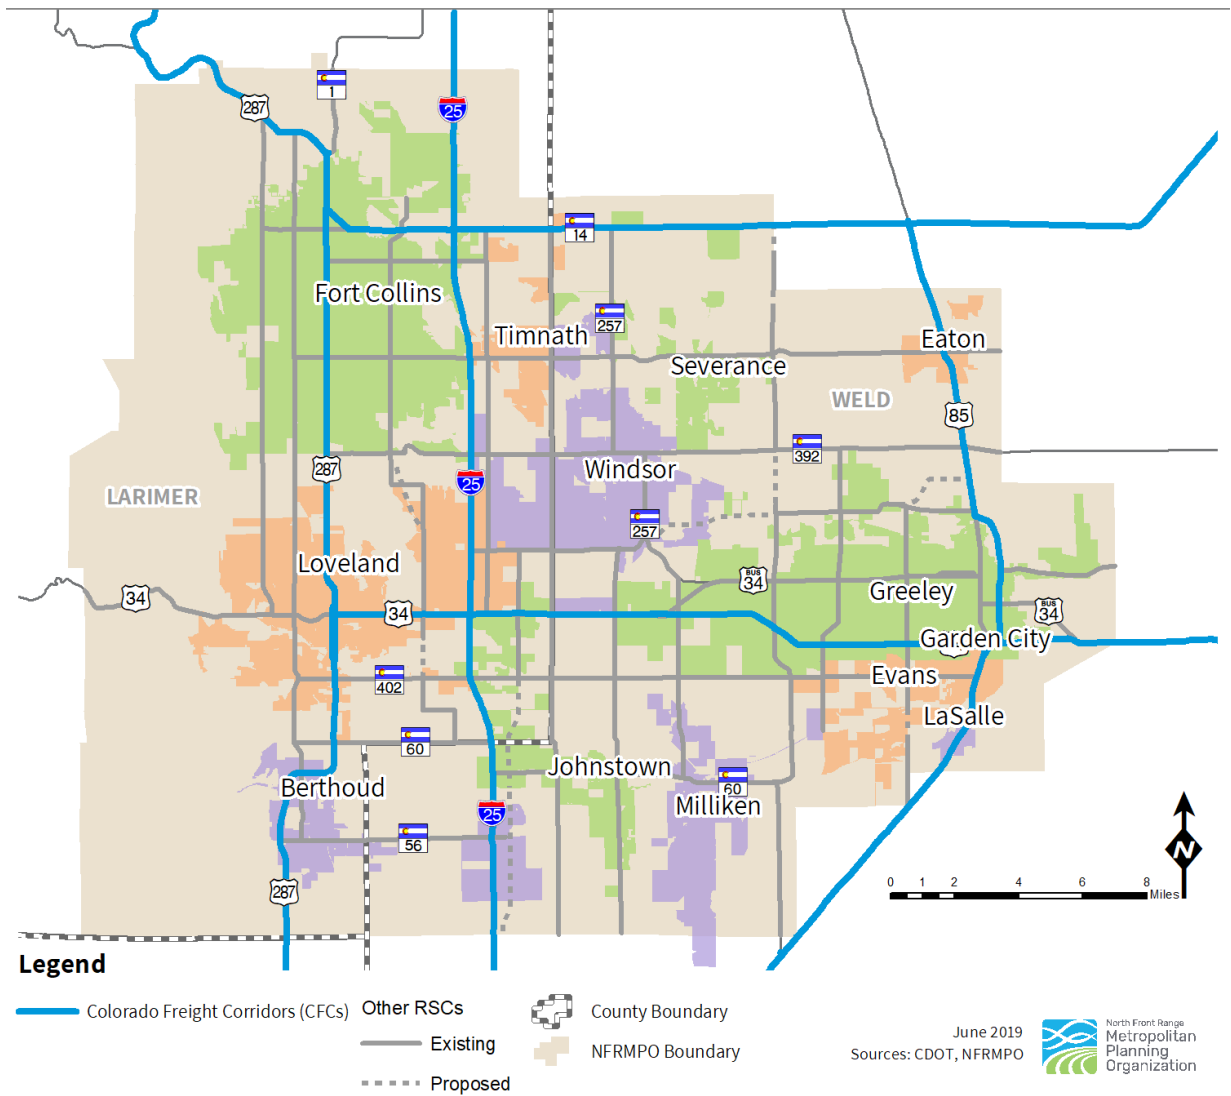 1
287
25
14
Fort Collins
257
Timnath
Eaton
Severance
WELD
85
392
287
Windsor
25
LARIMER
257
Loveland
BUS
34
Greeley
34
34
BUS
34
Garden City
402
Evans
LaSalle
60
Johnstown
60
Berthoud
Milliken
25
56
287
N
0 1 2 4 6 8
Miles
Legend
Colorado Freight Corridors (CFCs)
Other RSCs
Existing
Proposed
County Boundary
NFRMPO Boundary
June 2019
Sources: CDOT, NFRMPO
North Front Range
Metropolitan
Planning
Organization